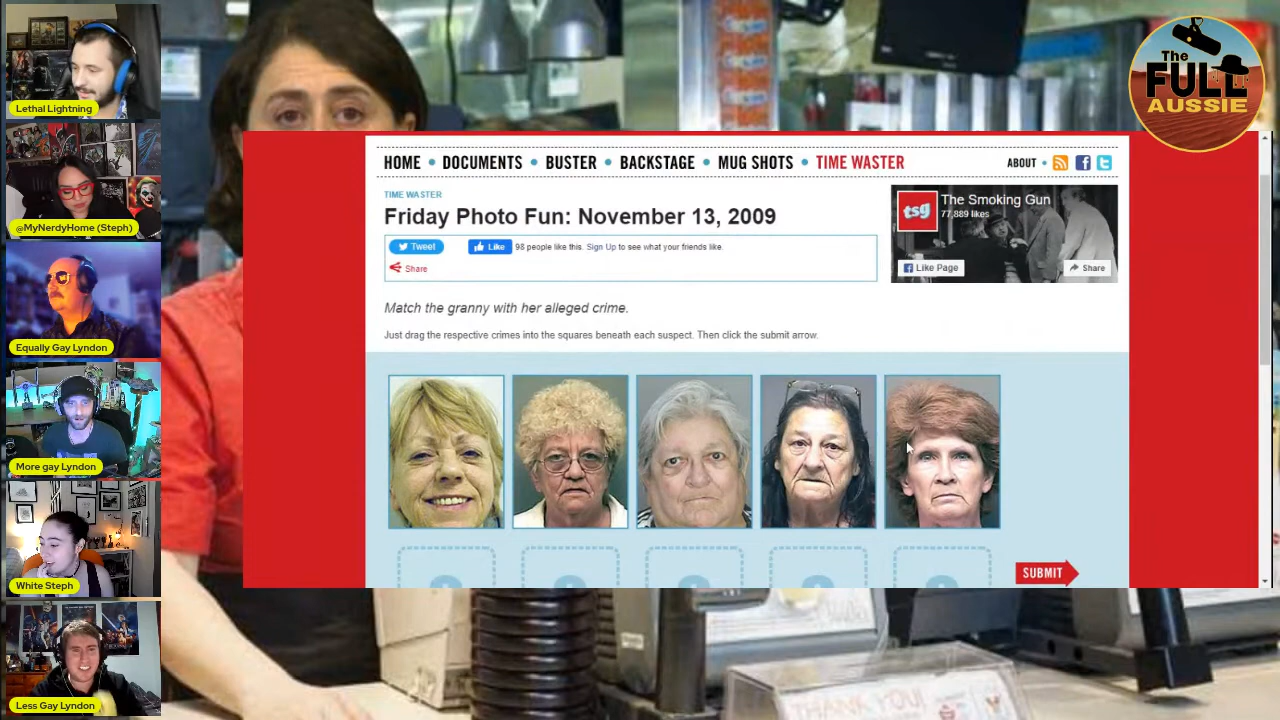 Lethal Lightning
@MyNerdyHome (Steph)
Equally Gay Lyndon
More gay Lyndon
White Steph
Less Gay Lyndon
The
FULL
AUSSIE
HOME • DOCUMENTS • BUSTER • BACKSTAGE • MUG SHOTS • TIME WASTER
ABOUT •
TIME WASTER
Friday Photo Fun: November 13, 2009
Tweet
Like 98 people like this. Sign Up to see what your friends like.
Share
tsg
The Smoking Gun
77,889 likes
Like Page
Share
Match the granny with her alleged crime.
Just drag the respective crimes into the squares beneath each suspect. Then click the submit arrow.
SUBMIT
THANK YOU